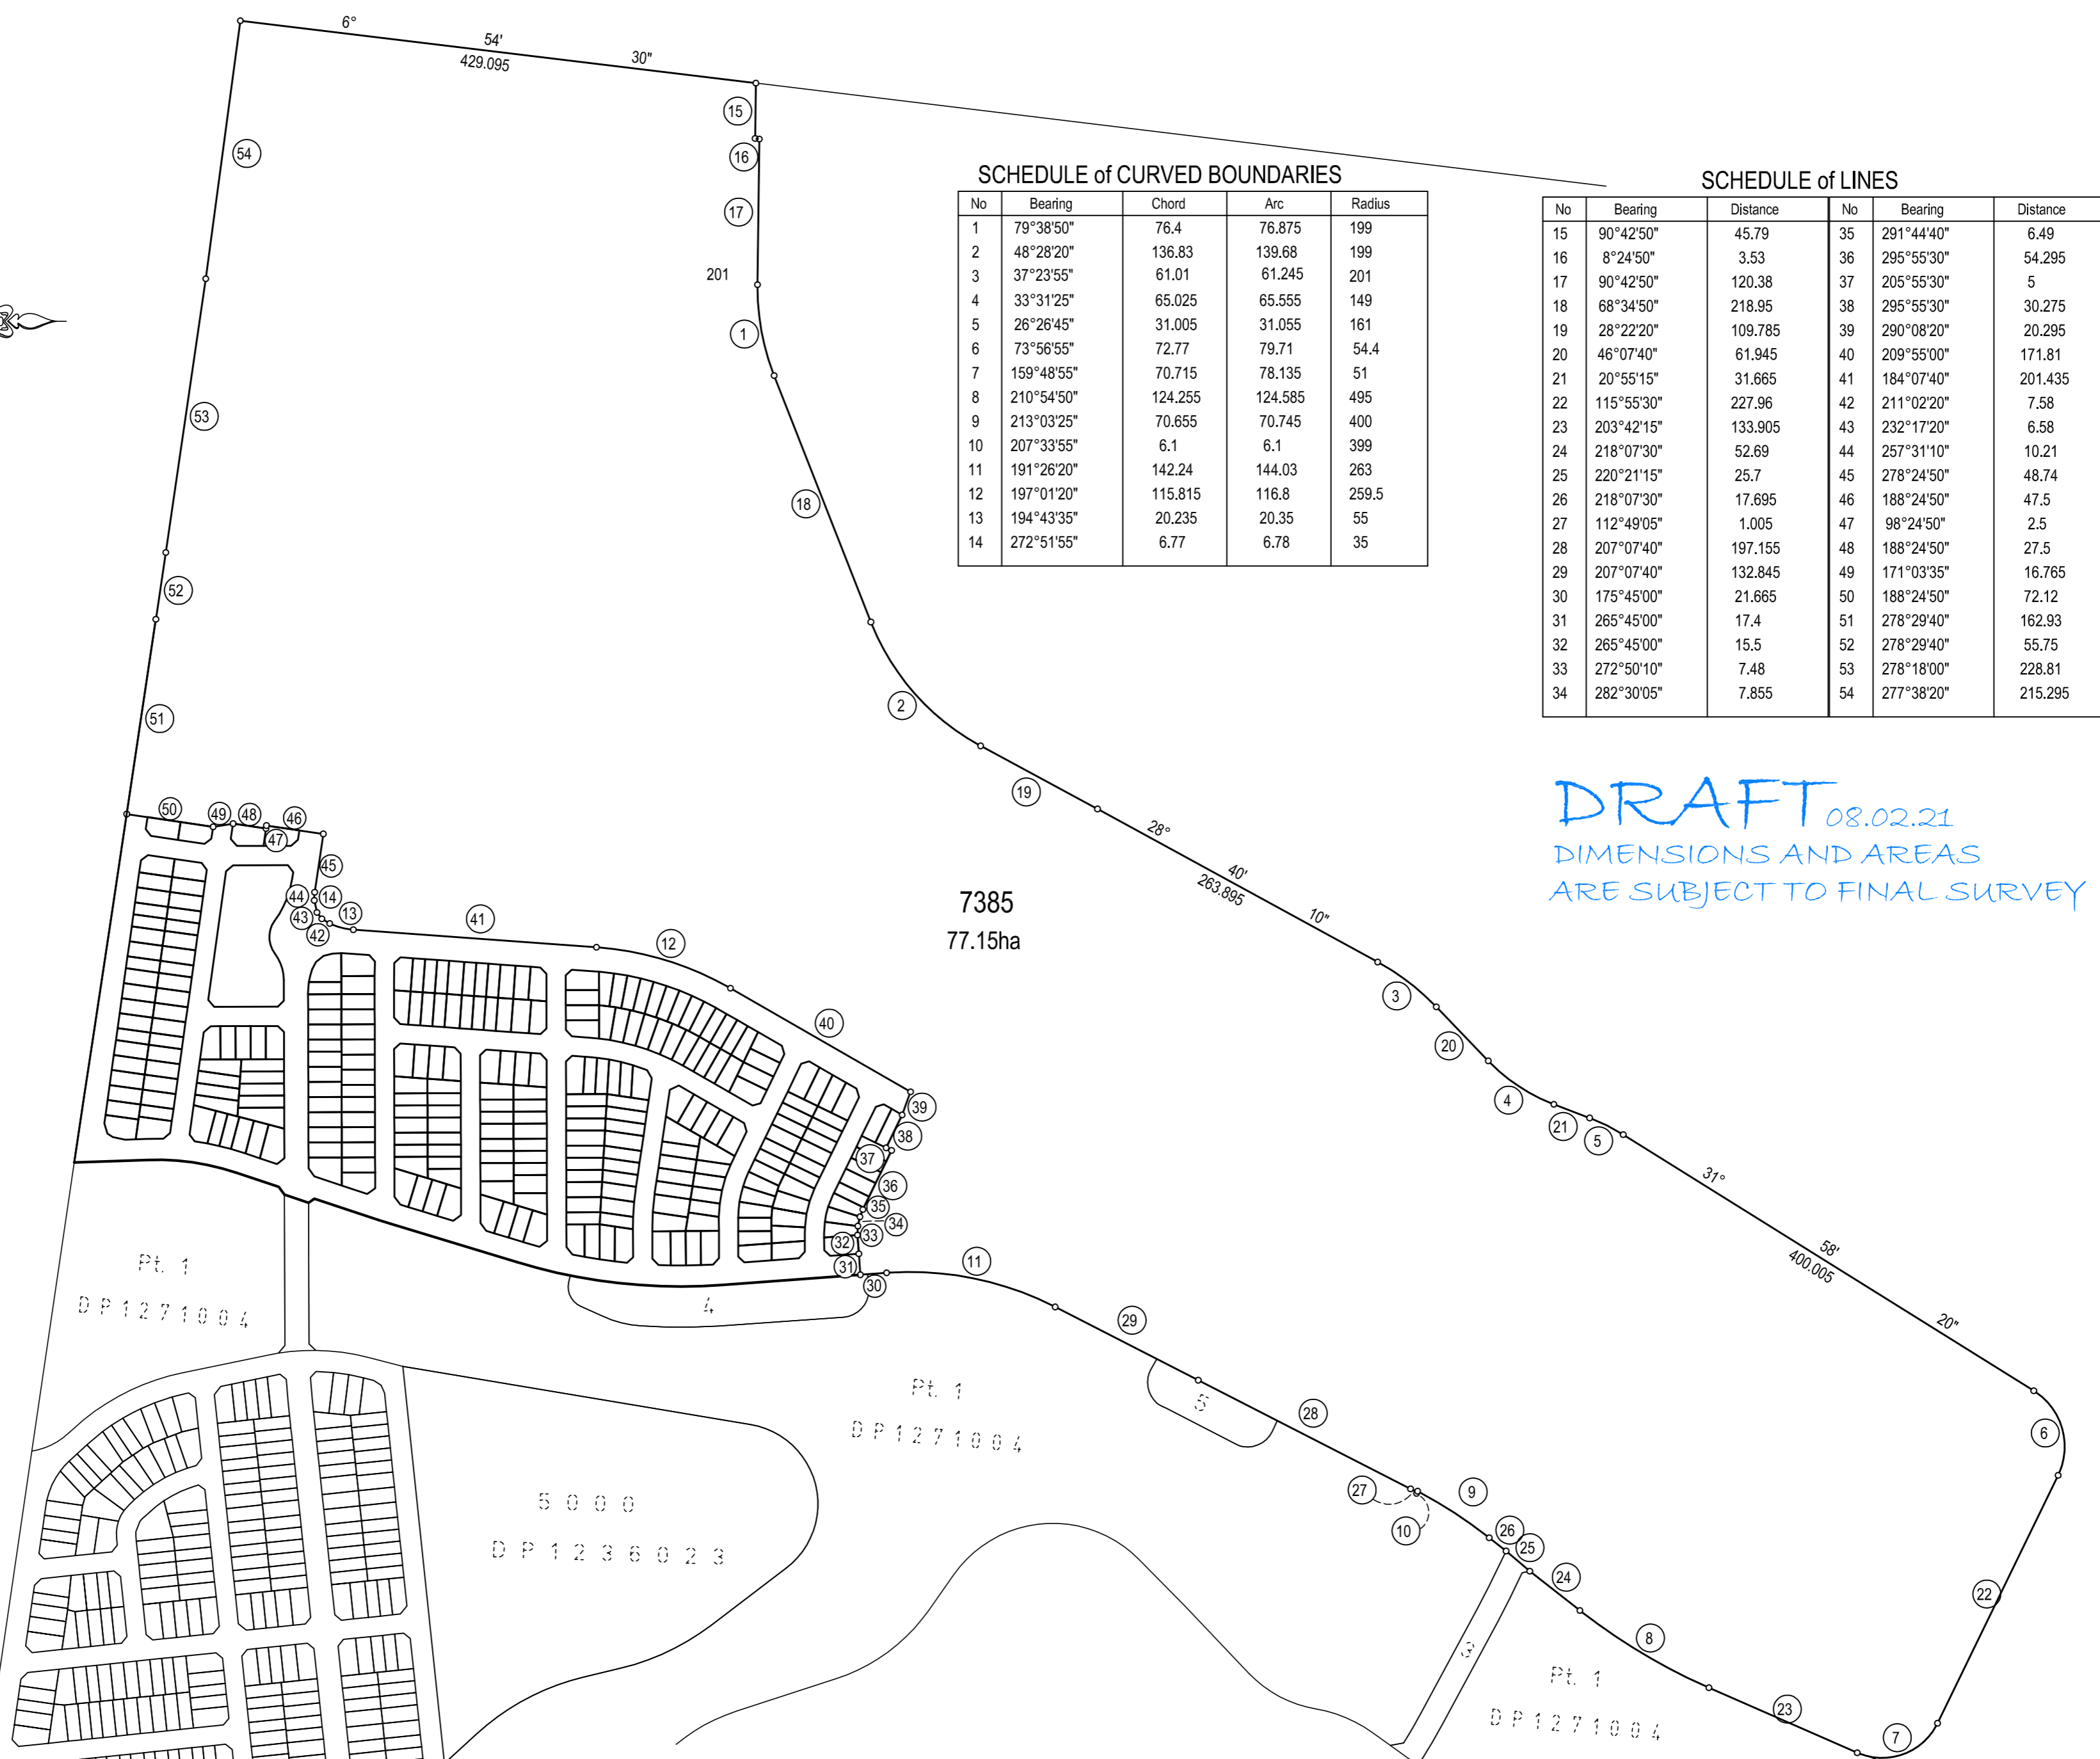 6° 54' 30"
429.095
15
16
54
17
201
1
53
18
52
2
51
19
28° 40' 10"
263.895
7385
77.15ha
3
20
4
21
5
31° 58' 20"
400.005
6
22
7
23
8
24
25
26
9
10
27
28
5
29
11
30
31
32
33
34
35
36
37
38
39
40
12
41
13
42
43
14
44
45
46
47
48
49
50
4
3
SCHEDULE of CURVED BOUNDARIES
No Bearing Chord Arc Radius
1 79°38'50" 76.4 76.875 199
2 48°28'20" 136.83 139.68 199
3 37°23'55" 61.01 61.245 201
4 33°31'25" 65.025 65.555 149
5 26°26'45" 31.005 31.055 161
6 73°56'55" 72.77 79.71 54.4
7 159°48'55" 70.715 78.135 51
8 210°54'50" 124.255 124.585 495
9 213°03'25" 70.655 70.745 400
10 207°33'55" 6.1 6.1 399
11 191°26'20" 142.24 144.03 263
12 197°01'20" 115.815 116.8 259.5
13 194°43'35" 20.235 20.35 55
14 272°51'55" 6.77 6.78 35
SCHEDULE of LINES
No Bearing Distance No Bearing Distance
15 90°42'50" 45.79 35 291°44'40" 6.49
16 8°24'50" 3.53 36 295°55'30" 54.295
17 90°42'50" 120.38 37 205°55'30" 5
18 68°34'50" 218.95 38 295°55'30" 30.275
19 28°22'20" 109.785 39 290°08'20" 20.295
20 46°07'40" 61.945 40 209°55'00" 171.81
21 20°55'15" 31.665 41 184°07'40" 201.435
22 115°55'30" 227.96 42 211°02'20" 7.58
23 203°42'15" 133.905 43 232°17'20" 6.58
24 218°07'30" 52.69 44 257°31'10" 10.21
25 220°21'15" 25.7 45 278°24'50" 48.74
26 218°07'30" 17.695 46 188°24'50" 47.5
27 112°49'05" 1.005 47 98°24'50" 2.5
28 207°07'40" 197.155 48 188°24'50" 27.5
29 207°07'40" 132.845 49 171°03'35" 16.765
30 175°45'00" 21.665 50 188°24'50" 72.12
31 265°45'00" 17.4 51 278°29'40" 162.93
32 265°45'00" 15.5 52 278°29'40" 55.75
33 272°50'10" 7.48 53 278°18'00" 228.81
34 282°30'05" 7.855 54 277°38'20" 215.295
DRAFT 08.02.21
DIMENSIONS AND AREAS
ARE SUBJECT TO FINAL SURVEY
Pt. 1
DP1271004
Pt. 1
DP1271004
5000
DP1236023
Pt. 1
DP1271004